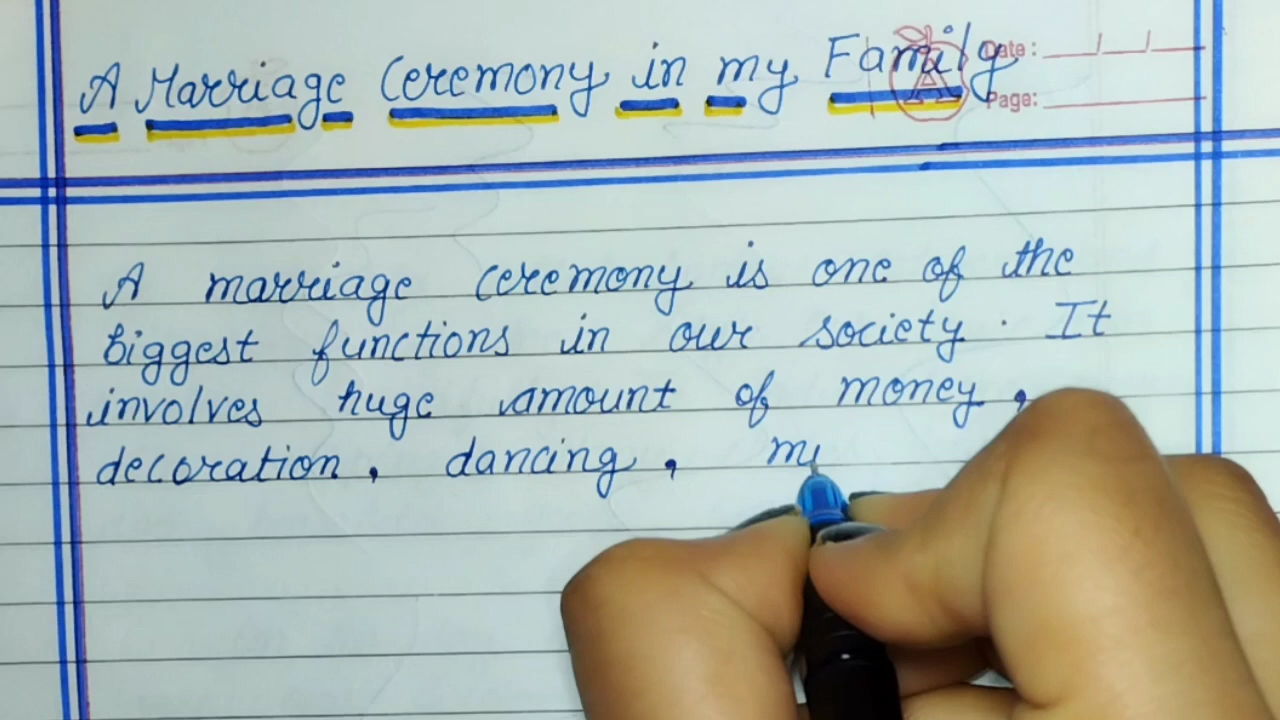 A Marriage Ceremony in my Family
Date :
Page:
A marriage ceremony is one of the
biggest functions in our society. It
involves huge amount of money,
decoration, dancing,